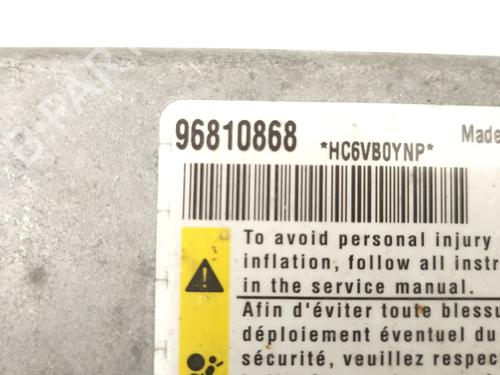 96810868
*HC6VB0YNP*
Made
To avoid personal injury
inflation, follow all instr
in the service manual.
Afin d'éviter toute blessu
déploiement éventuel du
sécurité, veuillez respec
B-PARTS